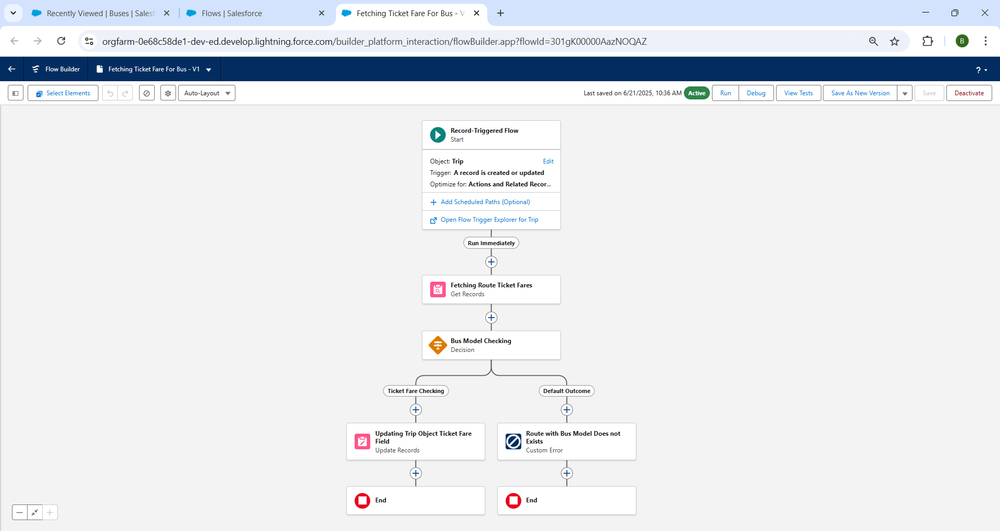 Recently Viewed | Buses | Salesf
Flows | Salesforce
Fetching Ticket Fare For Bus - V
orgfarm-0e68c58de1-dev-ed.develop.lightning.force.com/builder_platform_interaction/flowBuilder.app?flowId=301gK00000AazNOQAZ
B
Flow Builder
Fetching Ticket Fare For Bus - V1
?
Select Elements
Auto-Layout
Last saved on 6/21/2025, 10:36 AM
Active
Run
Debug
View Tests
Save As New Version
Save
Deactivate
Record-Triggered Flow
Start
Object: Trip
Edit
Trigger: A record is created or updated
Optimize for: Actions and Related Recor...
Add Scheduled Paths (Optional)
Open Flow Trigger Explorer for Trip
Run Immediately
Fetching Route Ticket Fares
Get Records
Bus Model Checking
Decision
Ticket Fare Checking
Default Outcome
Updating Trip Object Ticket Fare
Field
Update Records
Route with Bus Model Does not
Exists
Custom Error
End
End